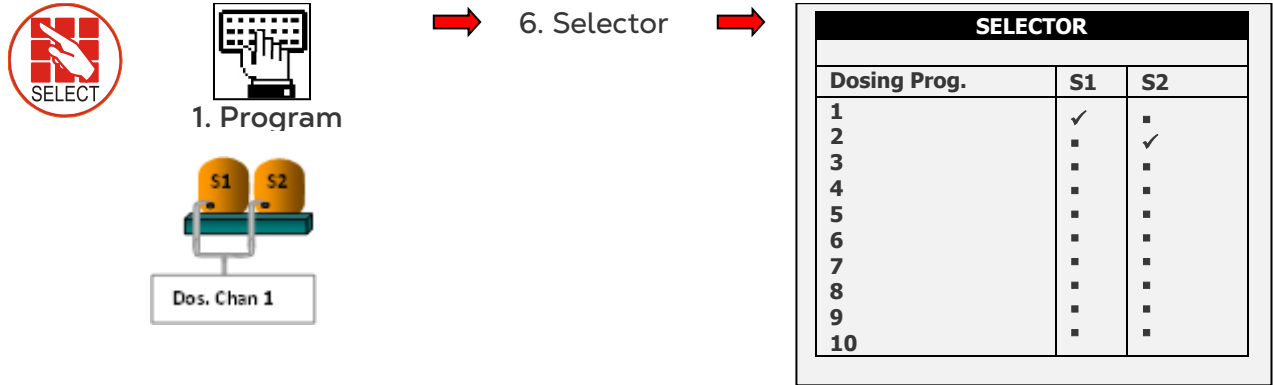 SELECT
1. Program
6. Selector
S1 S2
Dos. Chan 1
SELECTOR
Dosing Prog. S1 S2
1 ✓ ▪
2 ▪ ✓
3 ▪ ▪
4 ▪ ▪
5 ▪ ▪
6 ▪ ▪
7 ▪ ▪
8 ▪ ▪
9 ▪ ▪
10 ▪ ▪